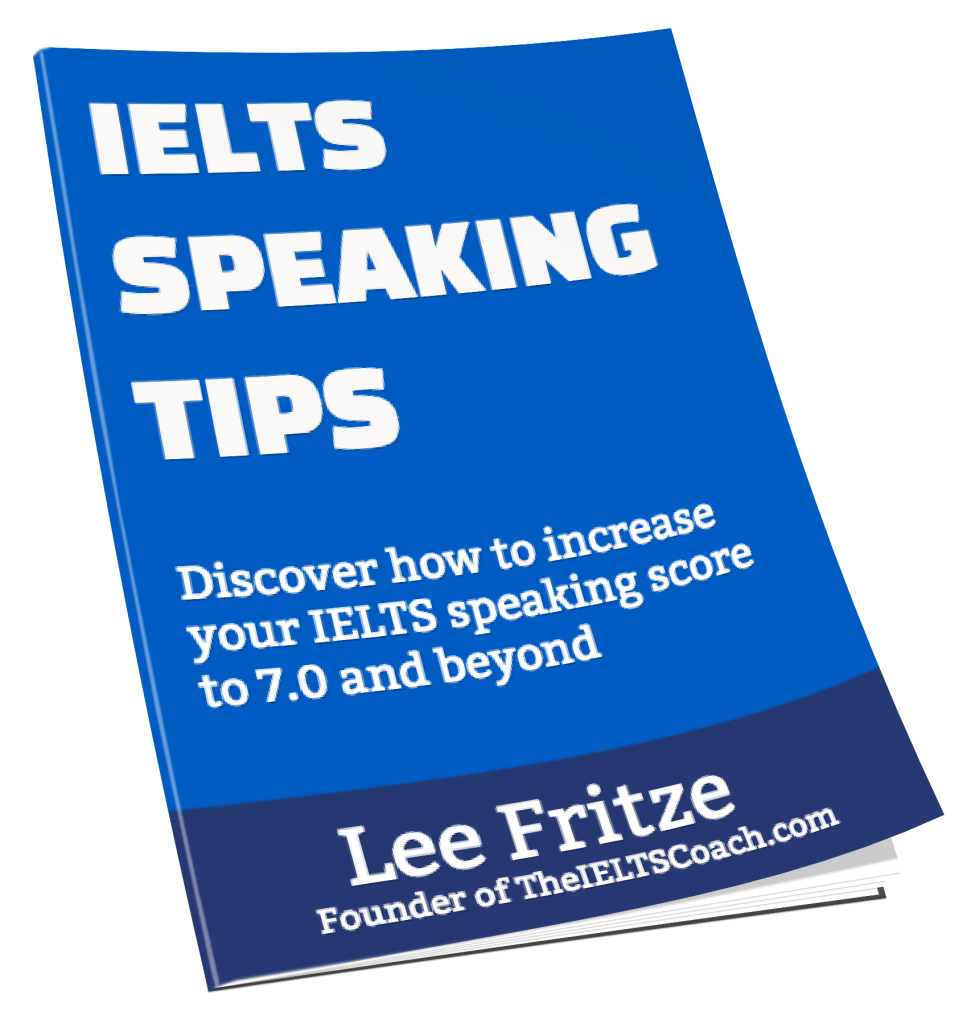 IELTS
SPEAKING
TIPS
Discover how to increase
your IELTS speaking score
to 7.0 and beyond
Lee Fritze
Founder of TheIELTSCoach.com